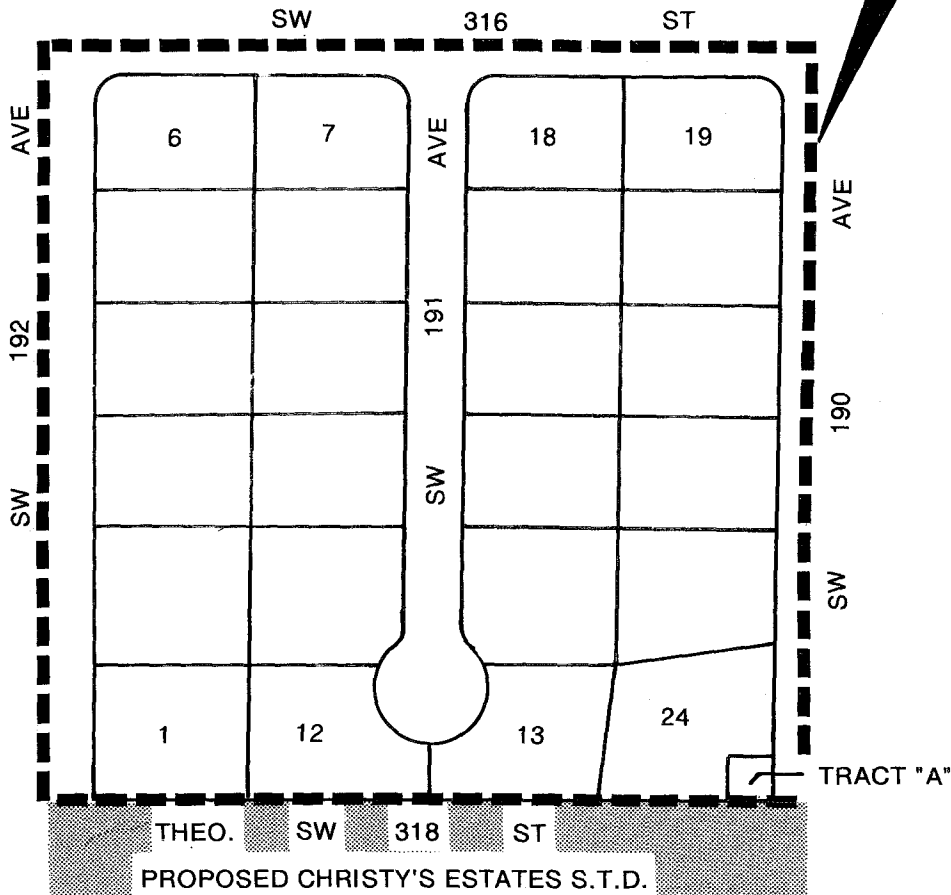 SW 316 ST
SW 192 AVE
6
7
SW 191 AVE
18
19
SW 190 AVE
1
12
13
24
TRACT "A"
THEO. SW 318 ST
PROPOSED CHRISTY'S ESTATES S.T.D.